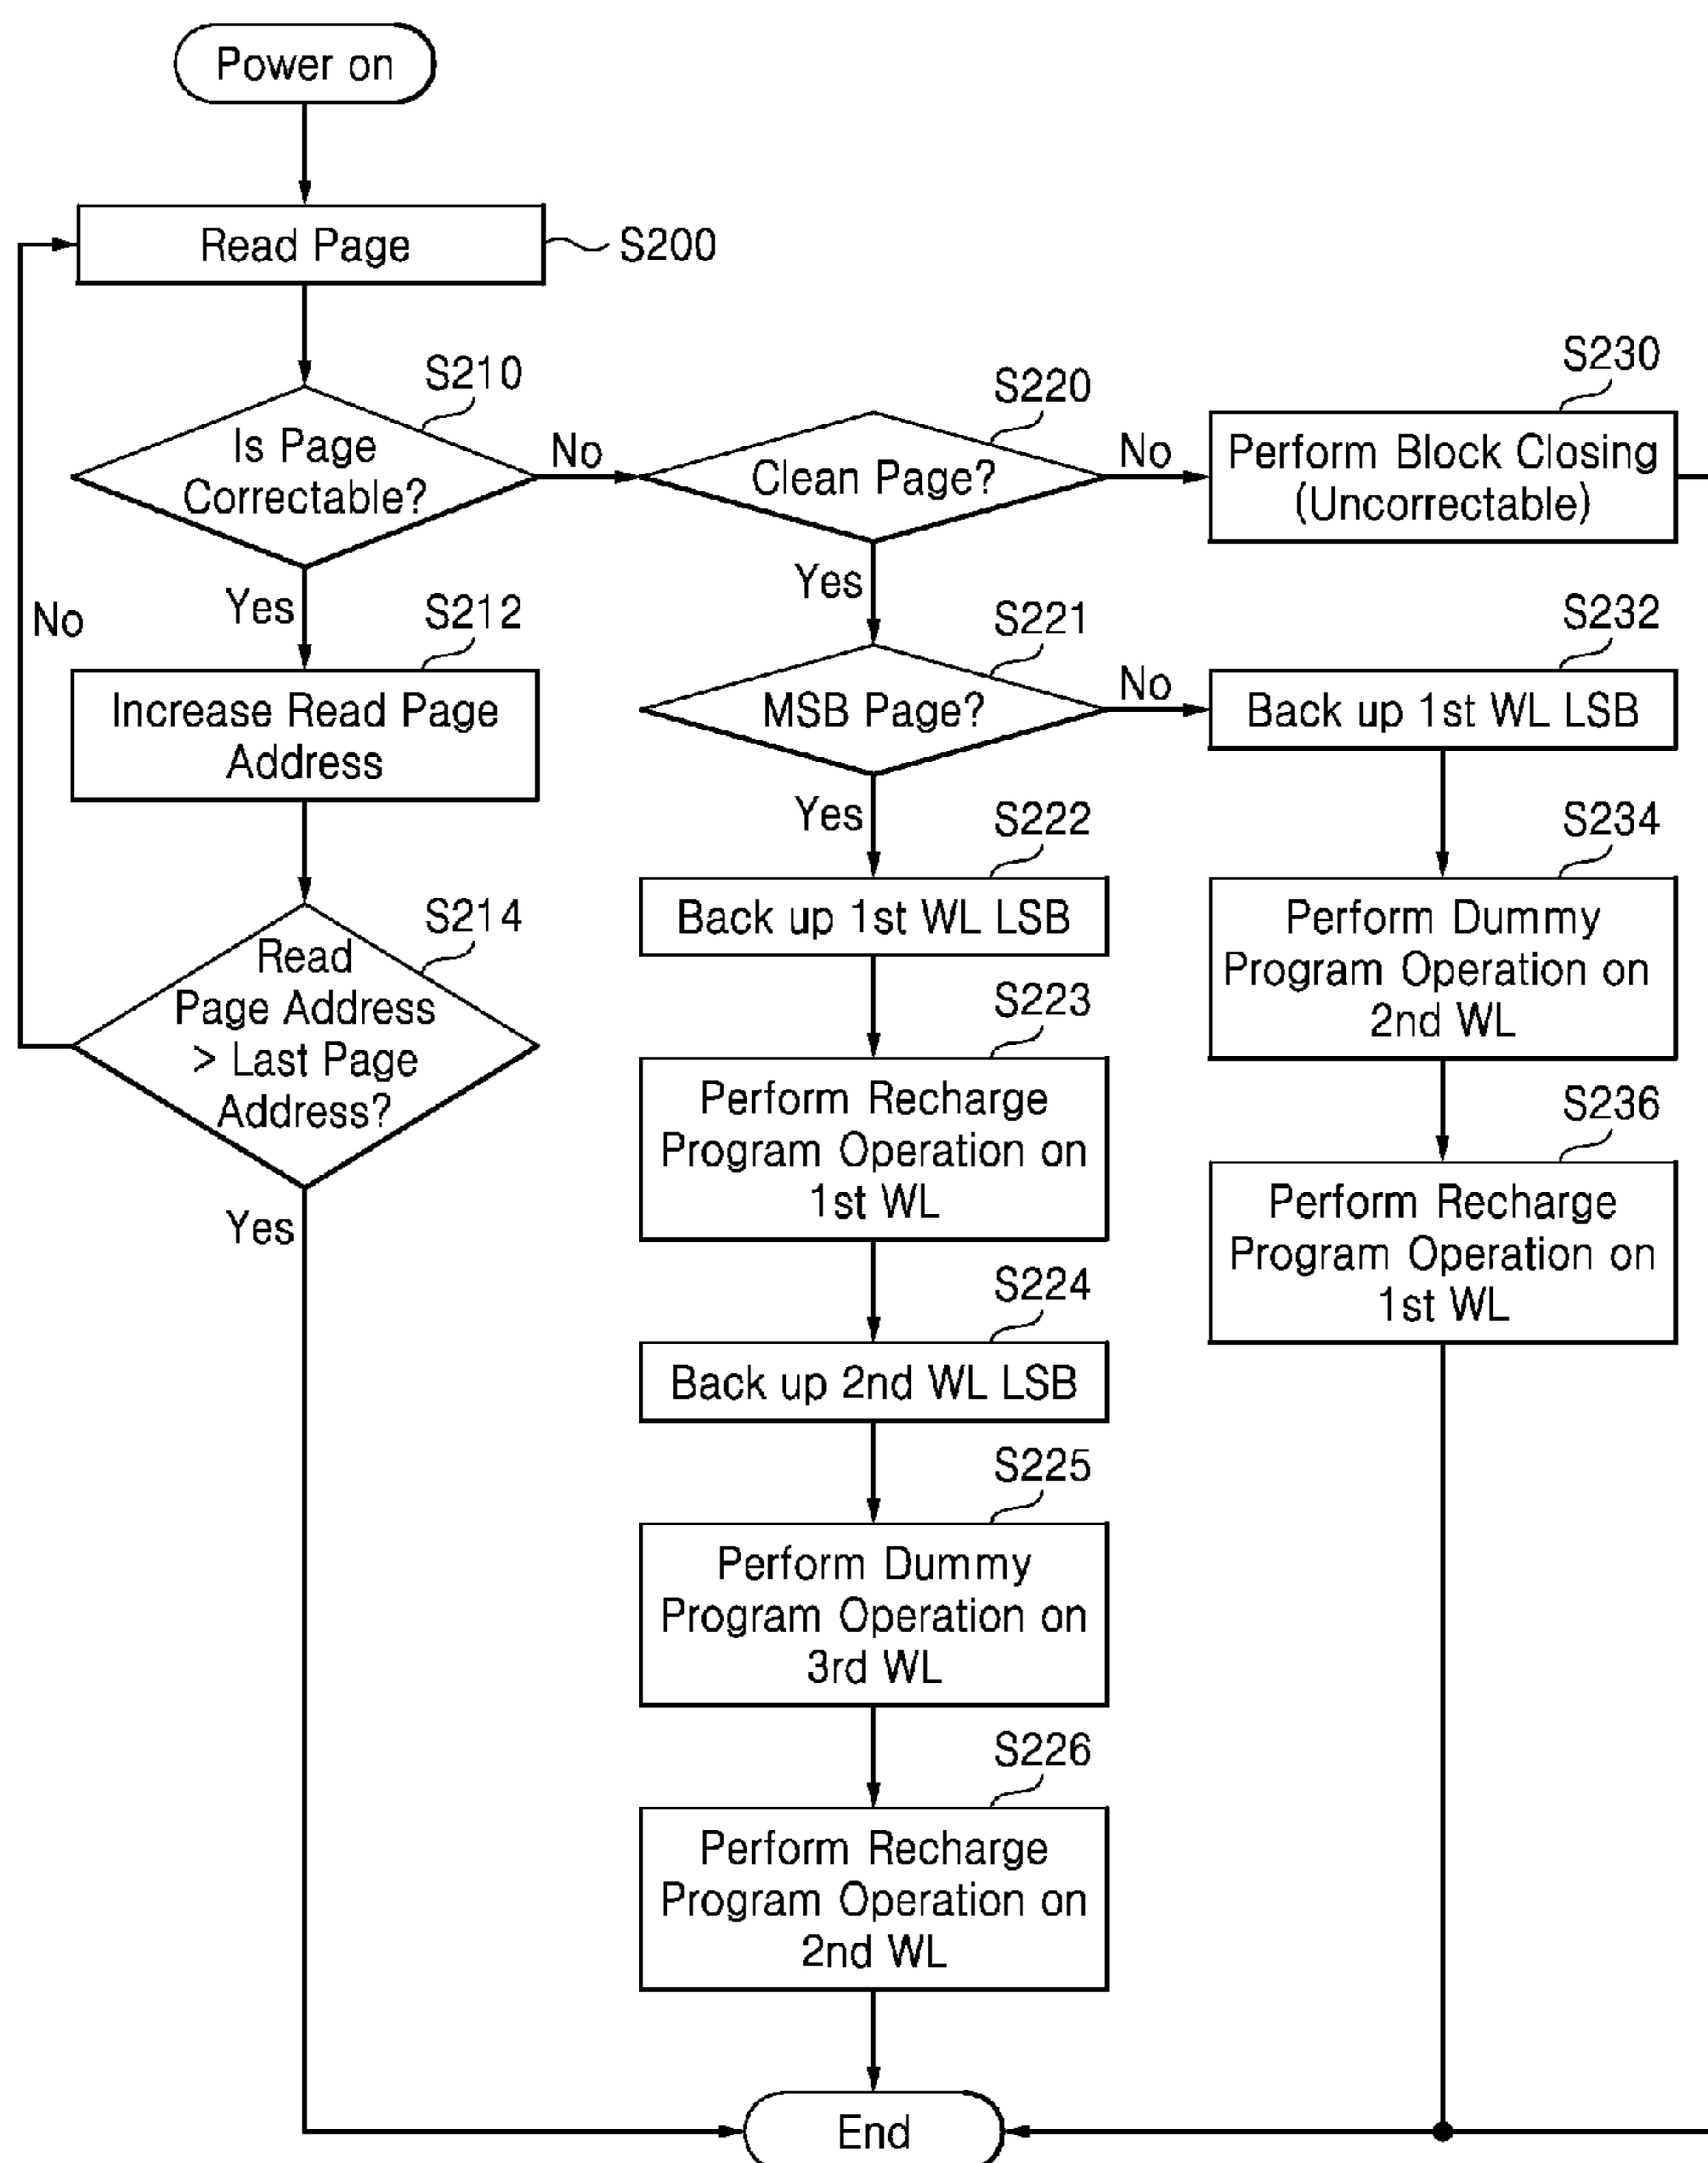 Power on
Read Page
S200
S210
Is Page
Correctable?
No
S220
Clean Page?
No
S230
Perform Block Closing
(Uncorrectable)
Yes
No
S212
Increase Read Page
Address
S214
Read
Page Address
> Last Page
Address?
Yes
Yes
S221
MSB Page?
No
S232
Back up 1st WL LSB
Yes
S222
Back up 1st WL LSB
S234
Perform Dummy
Program Operation on
2nd WL
S223
Perform Recharge
Program Operation on
1st WL
S236
Perform Recharge
Program Operation on
1st WL
S224
Back up 2nd WL LSB
S225
Perform Dummy
Program Operation on
3rd WL
S226
Perform Recharge
Program Operation on
2nd WL
End